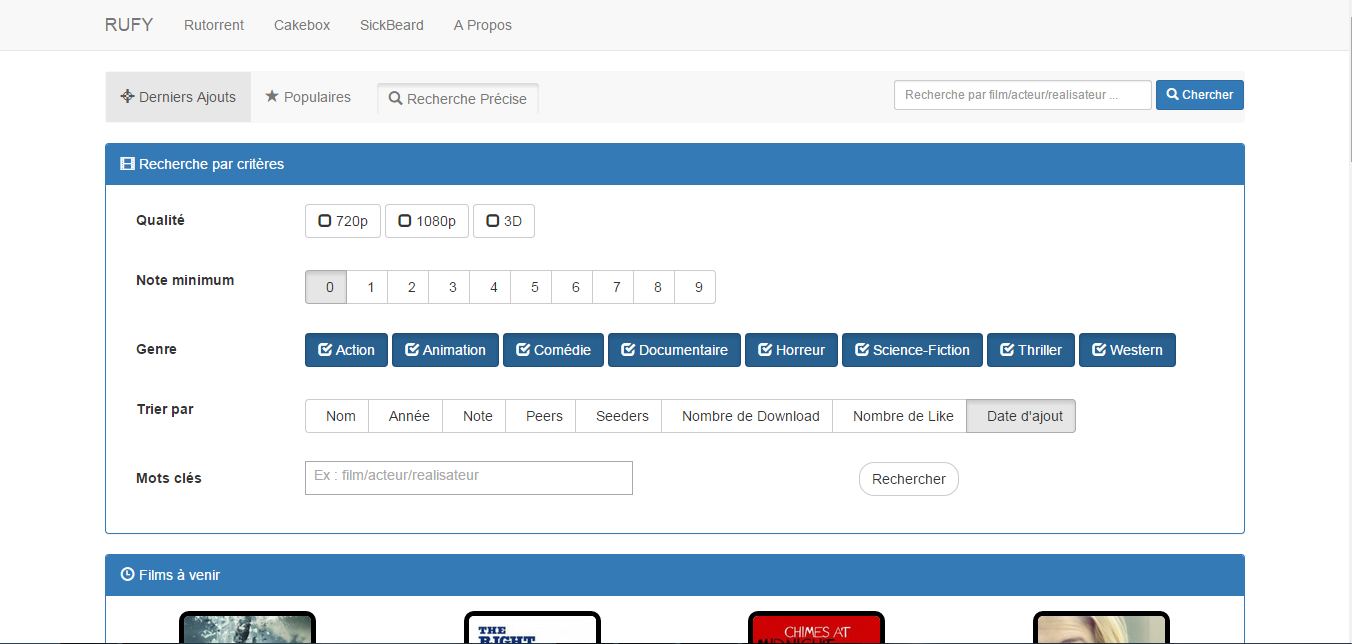 RUFY Rutorrent Cakebox SickBeard A Propos
Derniers Ajouts Populaires Recherche Précise Recherche par film/acteur/realisateur ... Chercher
Recherche par critères
Qualité 720p 1080p 3D
Note minimum 0 1 2 3 4 5 6 7 8 9
Genre Action Animation Comédie Documentaire Horreur Science-Fiction Thriller Western
Trier par Nom Année Note Peers Seeders Nombre de Download Nombre de Like Date d'ajout
Mots clés Ex : film/acteur/realisateur Rechercher
Films à venir
THE CHIMES AT
RIGHT MIDNIGHT